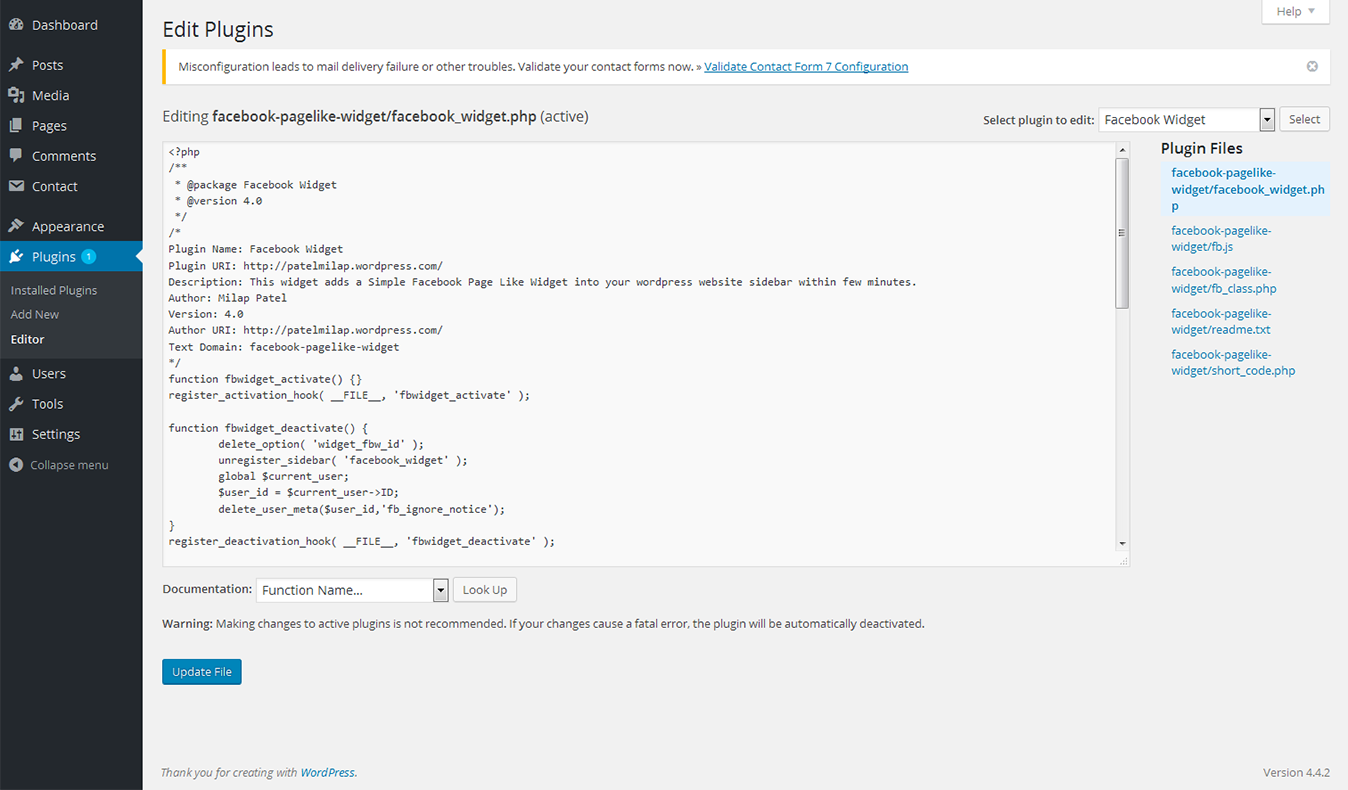 Dashboard
Posts
Media
Pages
Comments
Contact
Appearance
Plugins 1
Installed Plugins
Add New
Editor
Users
Tools
Settings
Collapse menu
Help
Edit Plugins
Misconfiguration leads to mail delivery failure or other troubles. Validate your contact forms now. » Validate Contact Form 7 Configuration
Editing facebook-pagelike-widget/facebook_widget.php (active)
Select plugin to edit: Facebook Widget Select
<?php
/**
 * @package Facebook Widget
 * @version 4.0
 */
/*
Plugin Name: Facebook Widget
Plugin URI: http://patelmilap.wordpress.com/
Description: This widget adds a Simple Facebook Page Like Widget into your wordpress website sidebar within few minutes.
Author: Milap Patel
Version: 4.0
Author URI: http://patelmilap.wordpress.com/
Text Domain: facebook-pagelike-widget
*/
function fbwidget_activate() {}
register_activation_hook( __FILE__, 'fbwidget_activate' );
function fbwidget_deactivate() {
        delete_option( 'widget_fbw_id' );
        unregister_sidebar( 'facebook_widget' );
        global $current_user;
        $user_id = $current_user->ID;
        delete_user_meta($user_id,'fb_ignore_notice');
}
register_deactivation_hook( __FILE__, 'fbwidget_deactivate' );
Plugin Files
facebook-pagelike-
widget/facebook_widget.ph
p
facebook-pagelike-
widget/fb.js
facebook-pagelike-
widget/fb_class.php
facebook-pagelike-
widget/readme.txt
facebook-pagelike-
widget/short_code.php
Documentation: Function Name... Look Up
Warning: Making changes to active plugins is not recommended. If your changes cause a fatal error, the plugin will be automatically deactivated.
Update File
Thank you for creating with WordPress.
Version 4.4.2